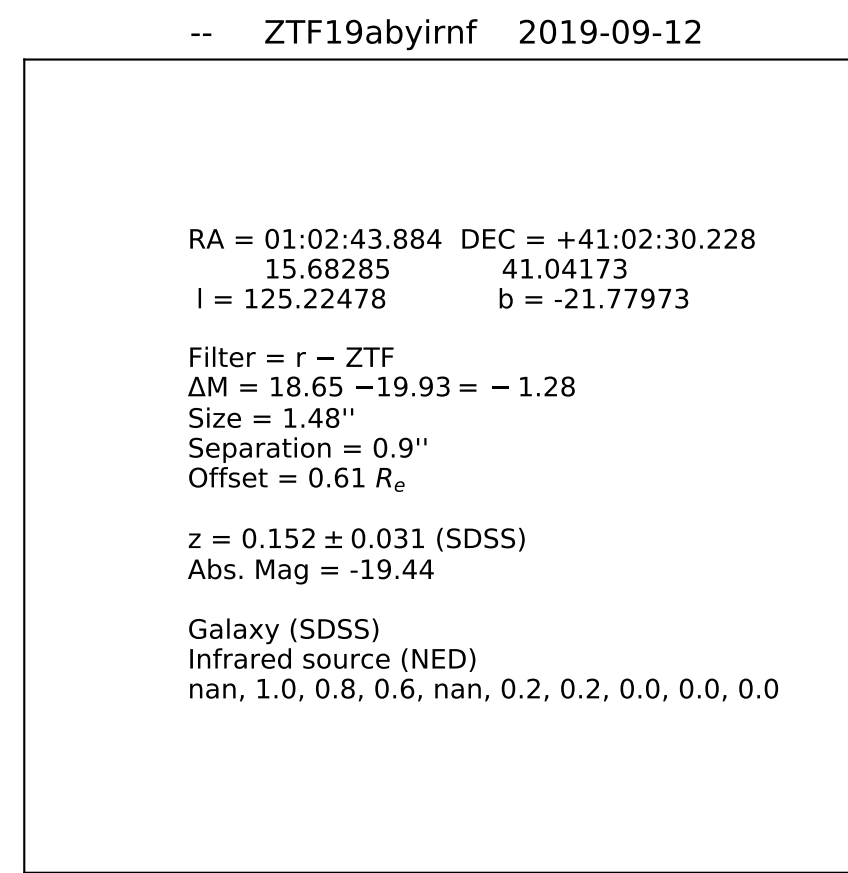 -- ZTF19abyirnf 2019-09-12
RA = 01:02:43.884 DEC = +41:02:30.228
15.68285 41.04173
l = 125.22478 b = -21.77973
Filter = r − ZTF
ΔM = 18.65 −19.93 = − 1.28
Size = 1.48''
Separation = 0.9''
Offset = 0.61 Rₑ
z = 0.152 ± 0.031 (SDSS)
Abs. Mag = -19.44
Galaxy (SDSS)
Infrared source (NED)
nan, 1.0, 0.8, 0.6, nan, 0.2, 0.2, 0.0, 0.0, 0.0